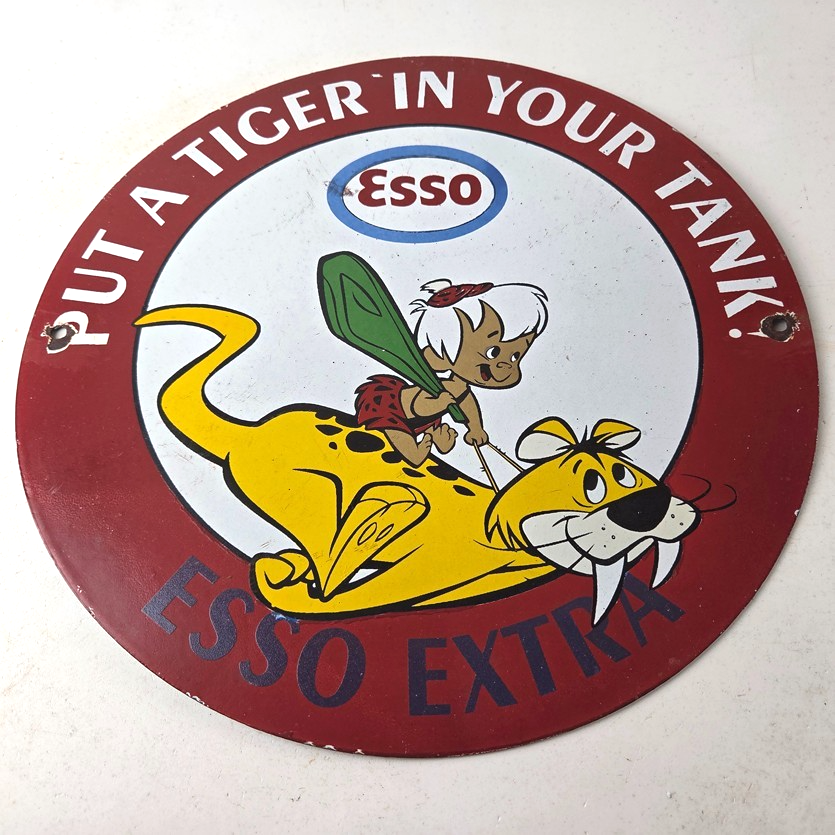 PUT A TIGER IN YOUR TANK!
Esso
ESSO EXTRA